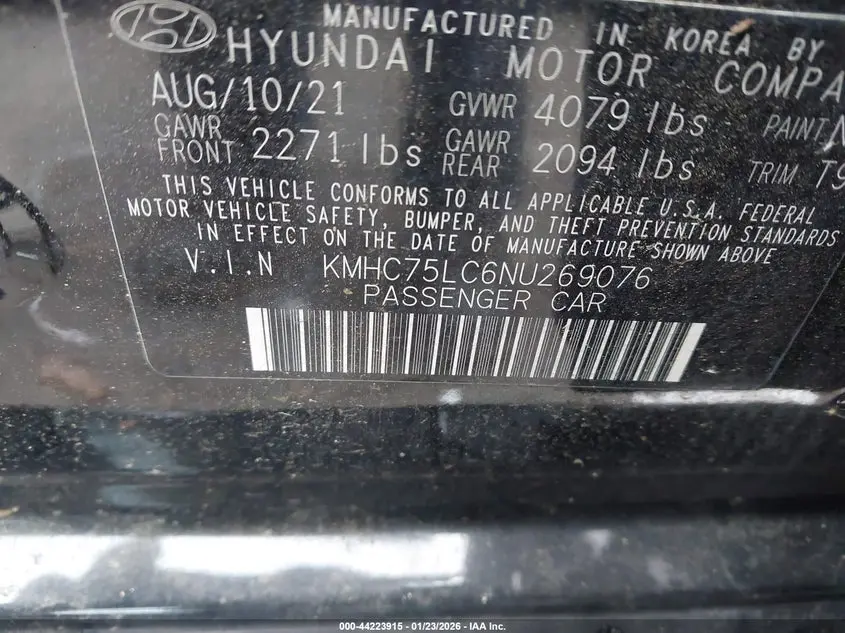 MANUFACTURED IN KOREA BY
HYUNDAI MOTOR COMPA
AUG/10/21 GVWR 4079 lbs PAINT
GAWR FRONT 2271 lbs GAWR REAR 2094 lbs TRIM T9
THIS VEHICLE CONFORMS TO ALL APPLICABLE U.S.A. FEDERAL
MOTOR VEHICLE SAFETY, BUMPER, AND THEFT PREVENTION STANDARDS
IN EFFECT ON THE DATE OF MANUFACTURE SHOWN ABOVE
V.I.N KMHC75LC6NU269076
PASSENGER CAR
000-44223915 - 01/23/2026 - IAA Inc.